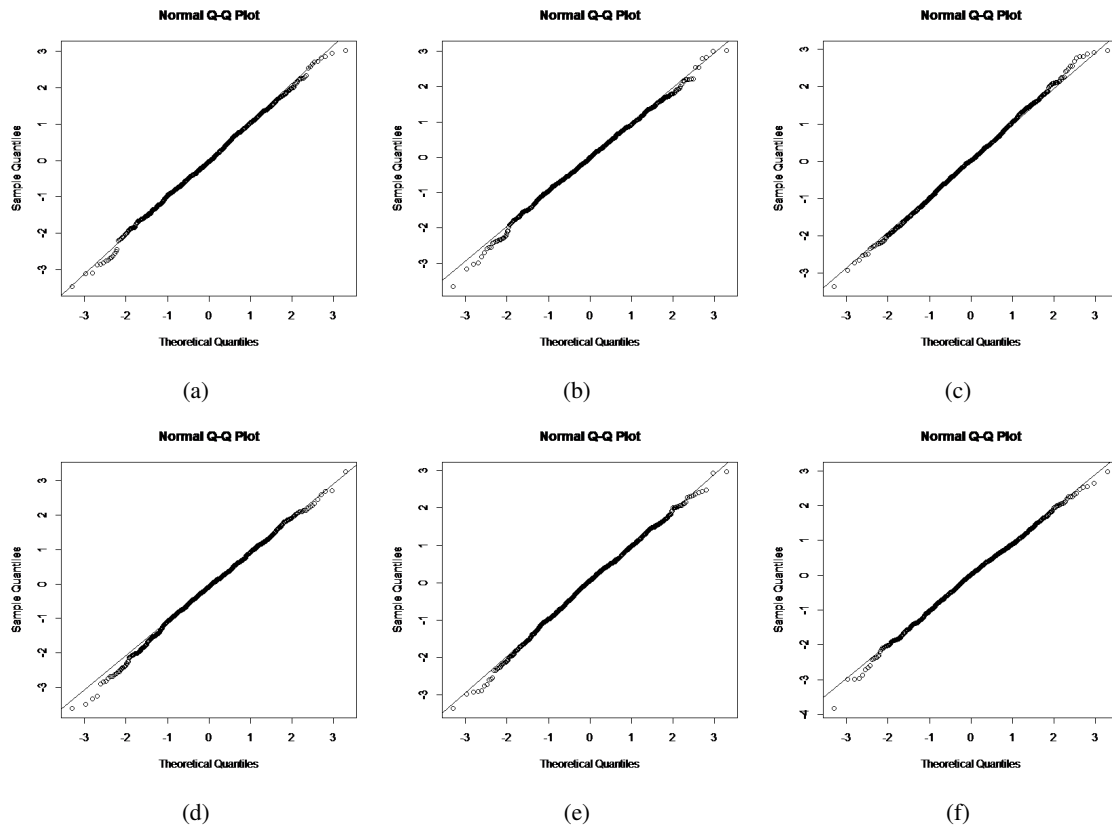 Normal Q-Q Plot
Sample Quantiles
3
2
1
0
-1
-2
-3
-3 -2 -1 0 1 2 3
Theoretical Quantiles
(a)
Normal Q-Q Plot
Sample Quantiles
3
2
1
0
-1
-2
-3
-3 -2 -1 0 1 2 3
Theoretical Quantiles
(b)
Normal Q-Q Plot
Sample Quantiles
3
2
1
0
-1
-2
-3
-3 -2 -1 0 1 2 3
Theoretical Quantiles
(c)
Normal Q-Q Plot
Sample Quantiles
3
2
1
0
-1
-2
-3
-3 -2 -1 0 1 2 3
Theoretical Quantiles
(d)
Normal Q-Q Plot
Sample Quantiles
3
2
1
0
-1
-2
-3
-3 -2 -1 0 1 2 3
Theoretical Quantiles
(e)
Normal Q-Q Plot
Sample Quantiles
3
2
1
0
-1
-2
-3
-4
-3 -2 -1 0 1 2 3
Theoretical Quantiles
(f)